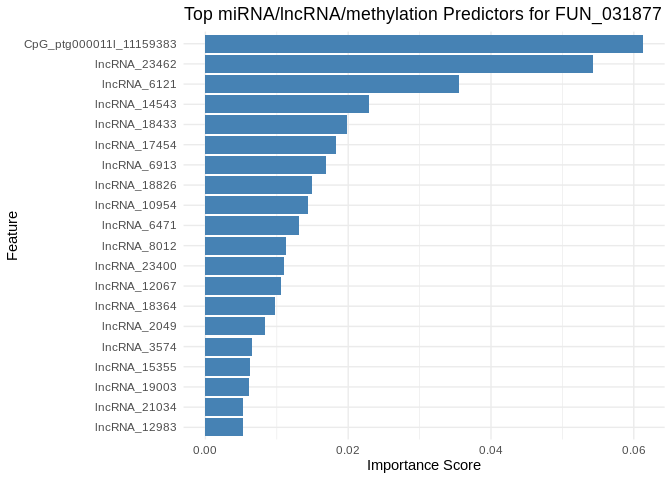 Top miRNA/lncRNA/methylation Predictors for FUN_031877
CpG_ptg000011l_11159383
lncRNA_23462
lncRNA_6121
lncRNA_14543
lncRNA_18433
lncRNA_17454
lncRNA_6913
lncRNA_18826
lncRNA_10954
lncRNA_6471
lncRNA_8012
lncRNA_23400
lncRNA_12067
lncRNA_18364
lncRNA_2049
lncRNA_3574
lncRNA_15355
lncRNA_19003
lncRNA_21034
lncRNA_12983
Feature
0.00 0.02 0.04 0.06
Importance Score